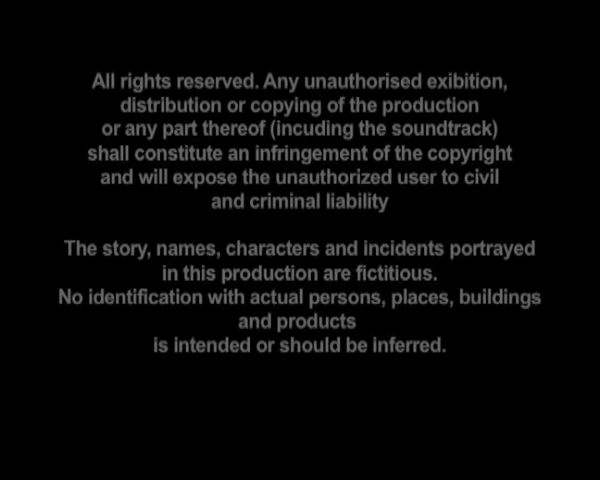 All rights reserved. Any unauthorised exibition,
distribution or copying of the production
or any part thereof (incuding the soundtrack)
shall constitute an infringement of the copyright
and will expose the unauthorized user to civil
and criminal liability
The story, names, characters and incidents portrayed
in this production are fictitious.
No identification with actual persons, places, buildings
and products
is intended or should be inferred.